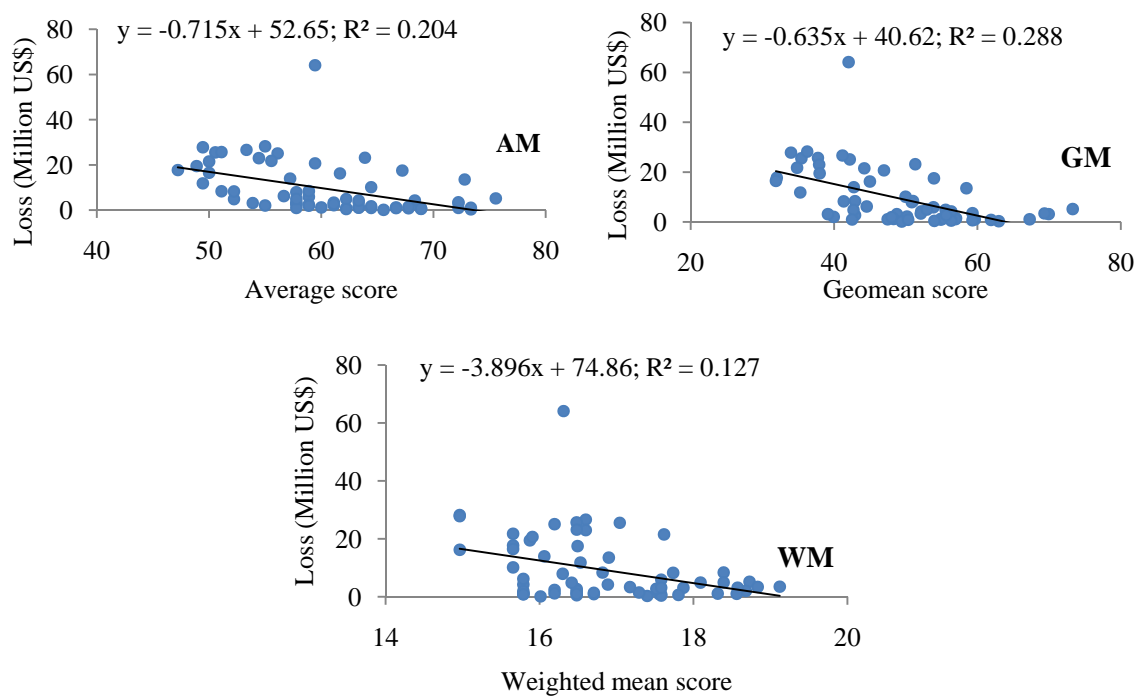 y = -0.715x + 52.65; R² = 0.204
80
60
40
20
0
Loss (Million US$)
AM
40 50 60 70 80
Average score
y = -0.635x + 40.62; R² = 0.288
80
60
40
20
0
Loss (Million US$)
GM
20 40 60 80
Geomean score
y = -3.896x + 74.86; R² = 0.127
80
60
40
20
0
Loss (Million US$)
WM
14 16 18 20
Weighted mean score